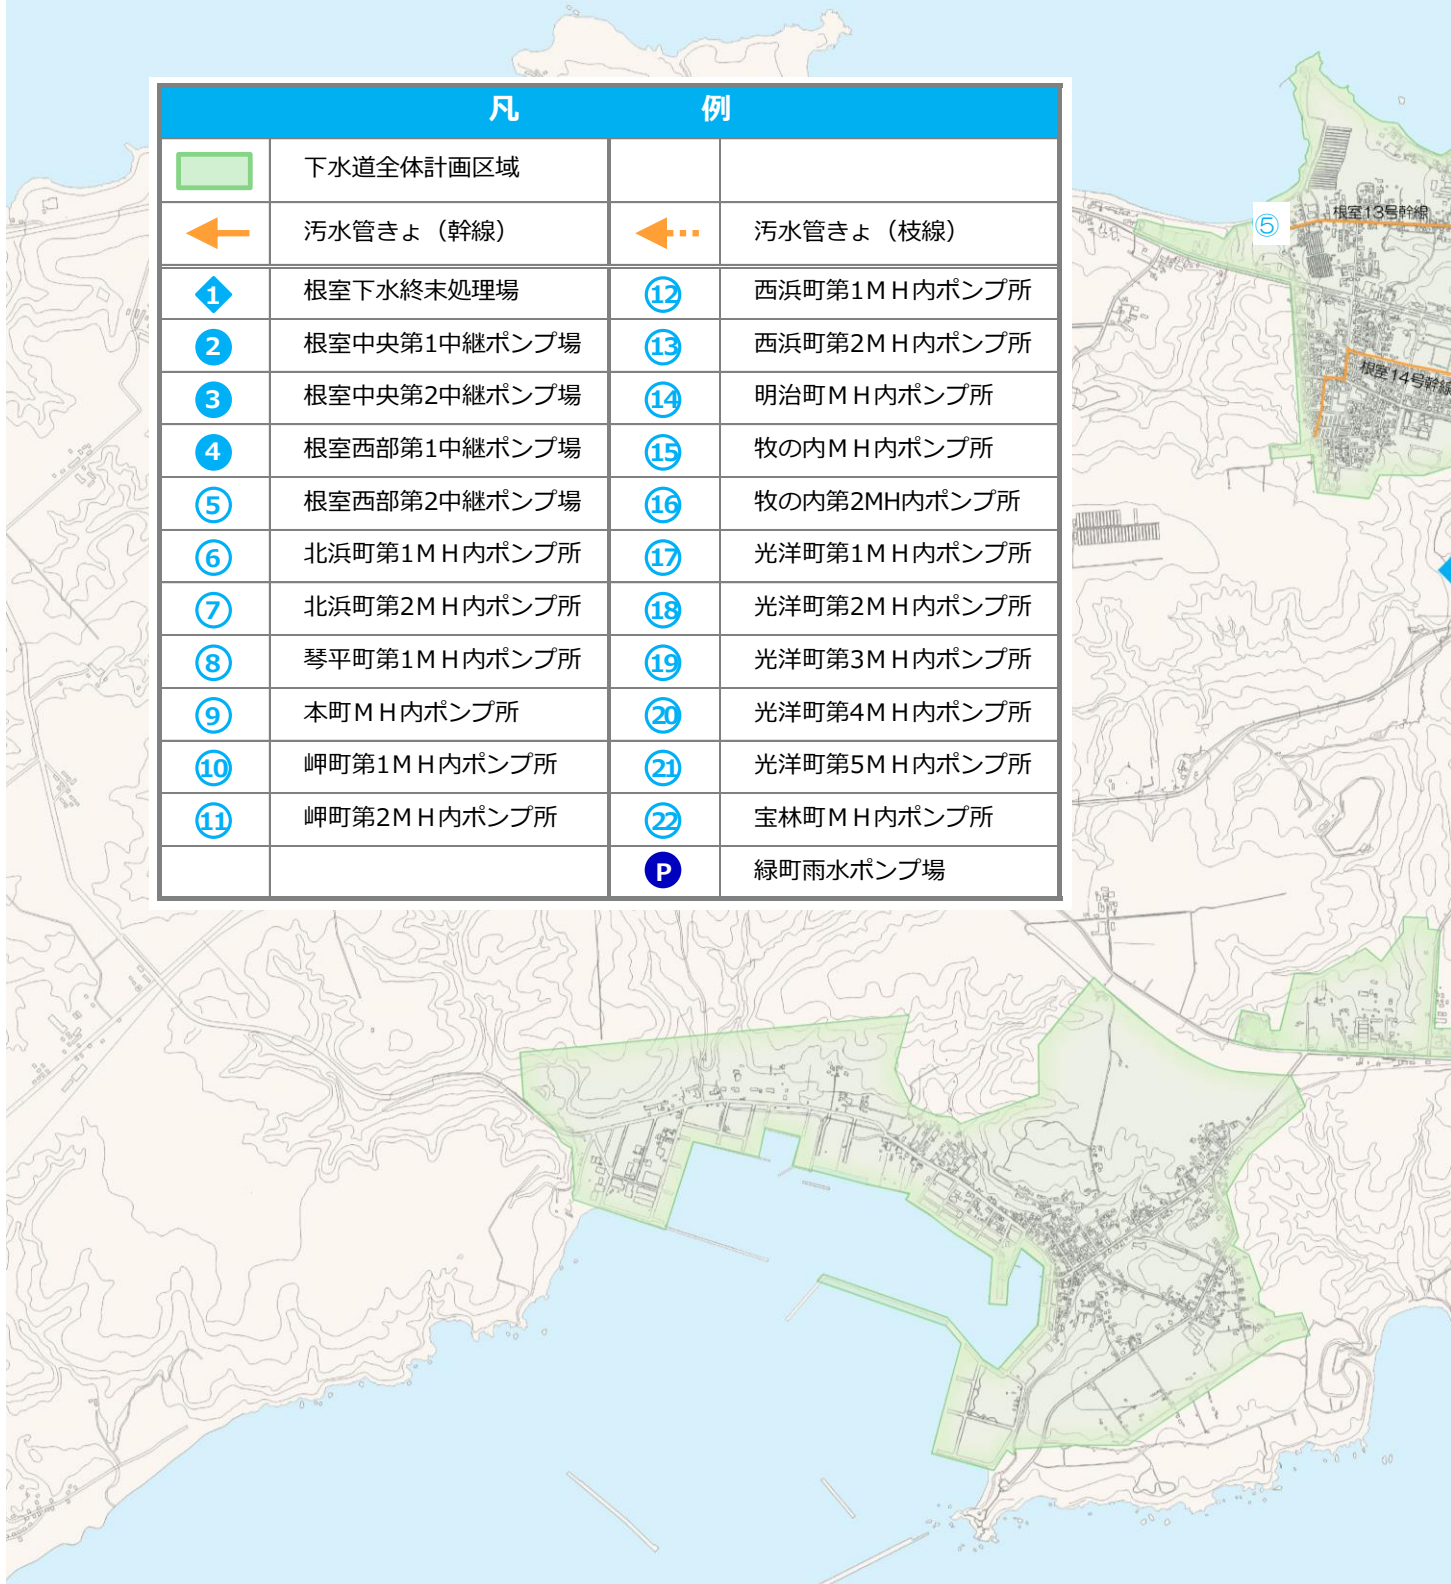 凡例
下水道全体計画区域
汚水管きょ（幹線） 汚水管きょ（枝線）
1 根室下水終末処理場 12 西浜町第1ＭＨ内ポンプ所
2 根室中央第1中継ポンプ場 13 西浜町第2ＭＨ内ポンプ所
3 根室中央第2中継ポンプ場 14 明治町ＭＨ内ポンプ所
4 根室西部第1中継ポンプ場 15 牧の内ＭＨ内ポンプ所
5 根室西部第2中継ポンプ場 16 牧の内第2MH内ポンプ所
6 北浜町第1ＭＨ内ポンプ所 17 光洋町第1ＭＨ内ポンプ所
7 北浜町第2ＭＨ内ポンプ所 18 光洋町第2ＭＨ内ポンプ所
8 琴平町第1ＭＨ内ポンプ所 19 光洋町第3ＭＨ内ポンプ所
9 本町ＭＨ内ポンプ所 20 光洋町第4ＭＨ内ポンプ所
10 岬町第1ＭＨ内ポンプ所 21 光洋町第5ＭＨ内ポンプ所
11 岬町第2ＭＨ内ポンプ所 22 宝林町ＭＨ内ポンプ所
P 緑町雨水ポンプ場
⑤
根室13号幹線
根室14号幹線